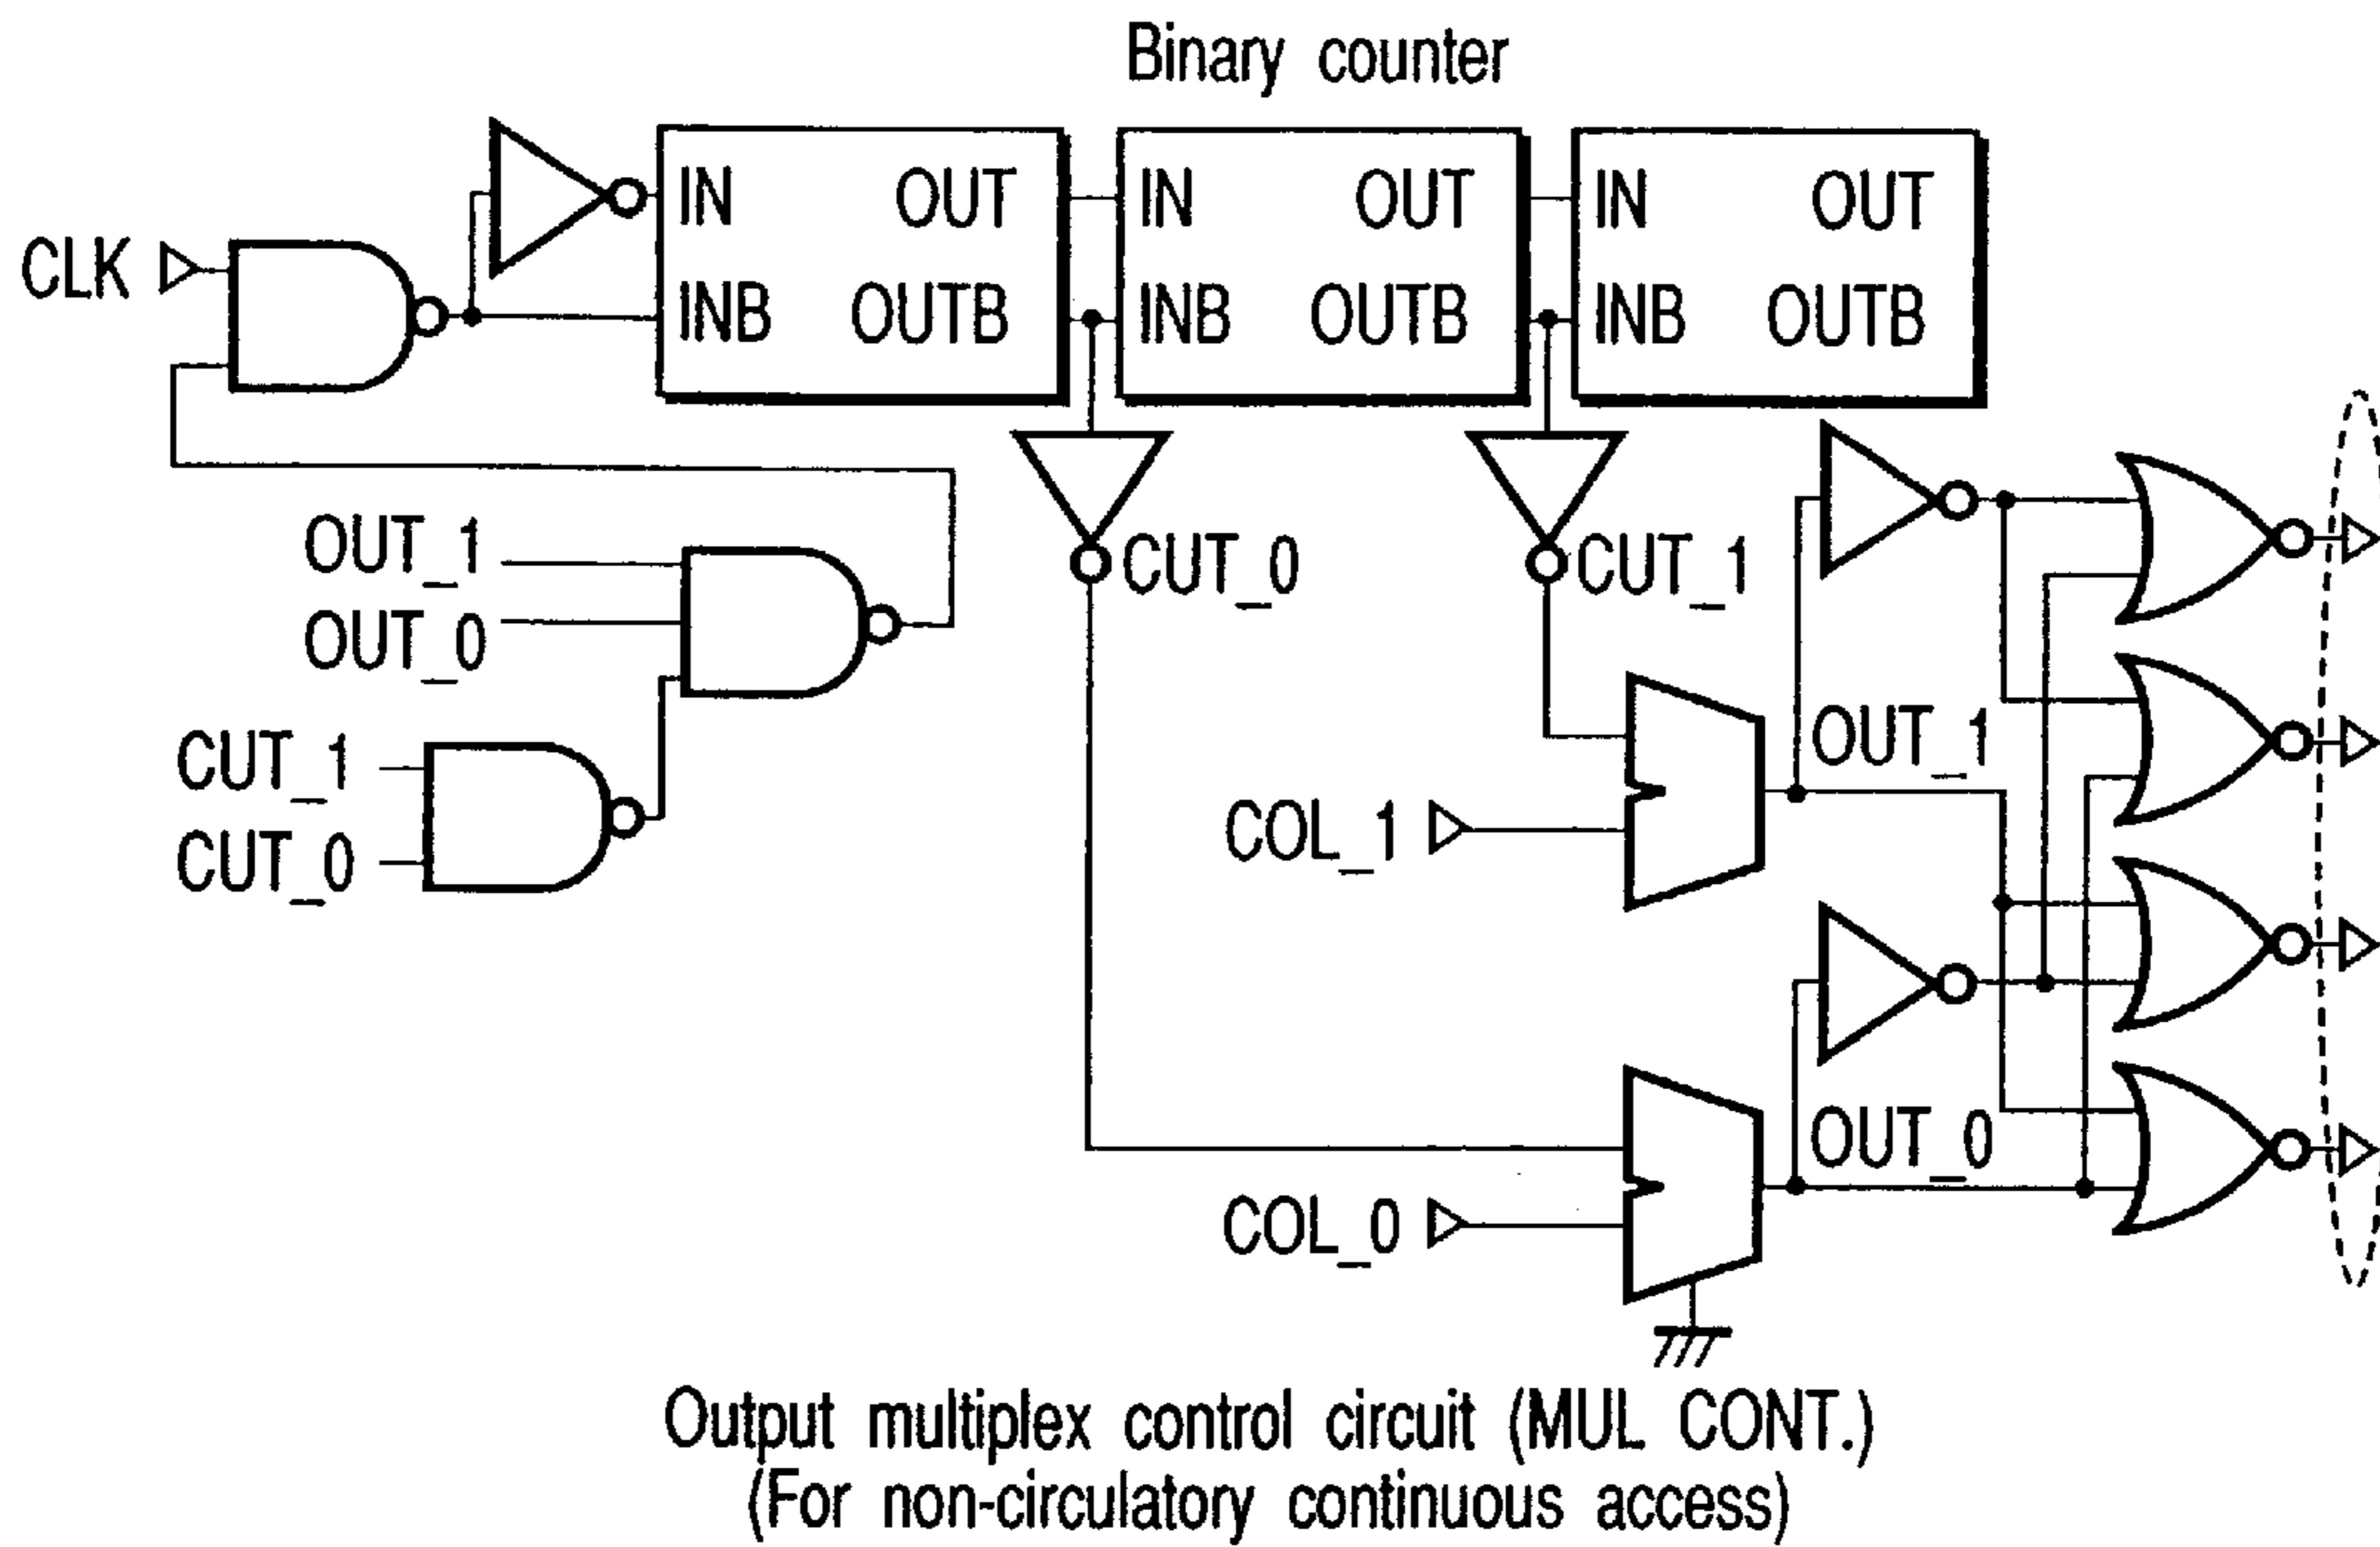 Binary counter
IN OUT IN OUT IN OUT
CLK
INB OUTB INB OUTB INB OUTB
OUT_1
CUT_0 CUT_1
OUT_0
OUT_1
CUT_1
COL_1
CUT_0
OUT_0
COL_0
Output multiplex control circuit (MUL CONT.)
(For non-circulatory continuous access)